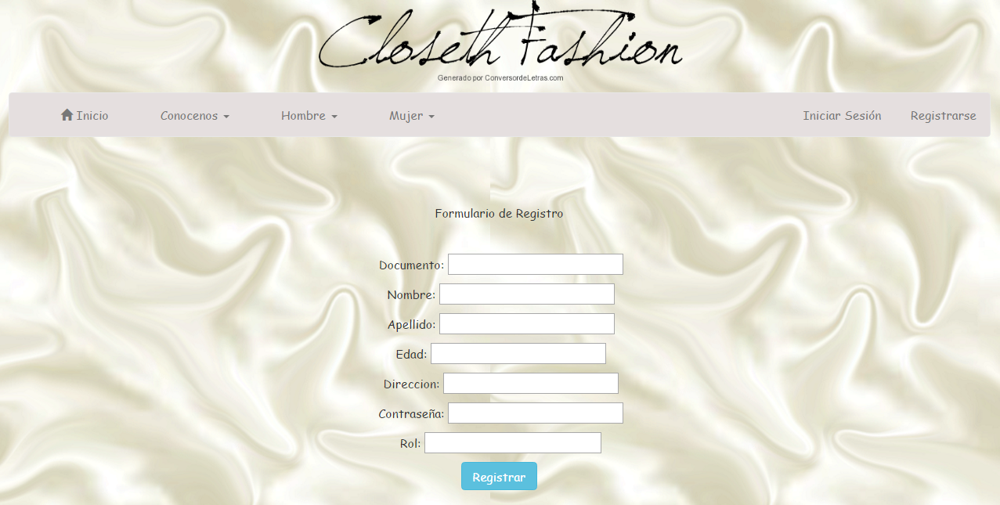 Closeth Fashion
Generado por ConversordeLetras.com
Inicio Conocenos Hombre Mujer Iniciar Sesión Registrarse
Formulario de Registro
Documento:
Nombre:
Apellido:
Edad:
Direccion:
Contraseña:
Rol:
Registrar